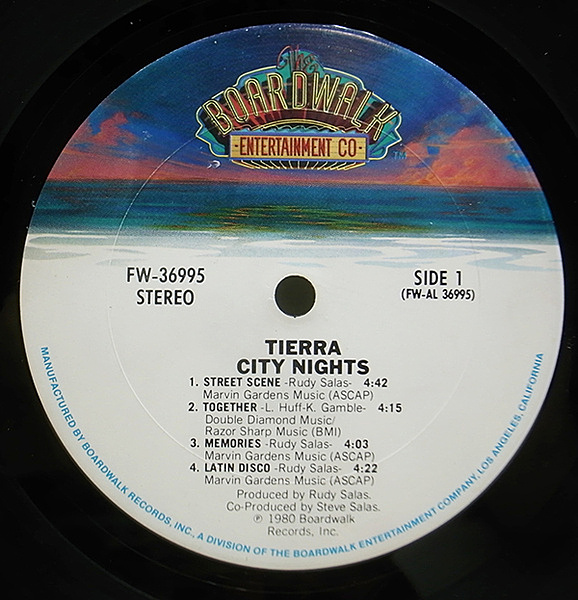 The
BOARDWALK
ENTERTAINMENT CO
TM
FW-36995
STEREO
SIDE 1
(FW-AL 36995)
TIERRA
CITY NIGHTS
1. STREET SCENE -Rudy Salas- 4:42
Marvin Gardens Music (ASCAP)
2. TOGETHER -L. Huff-K. Gamble- 4:15
Double Diamond Music/
Razor Sharp Music (BMI)
3. MEMORIES -Rudy Salas- 4:03
Marvin Gardens Music (ASCAP)
4. LATIN DISCO -Rudy Salas- 4:22
Marvin Gardens Music (ASCAP)
Produced by Rudy Salas.
Co-Produced by Steve Salas.
℗ 1980 Boardwalk
Records, Inc.
MANUFACTURED BY BOARDWALK RECORDS, INC., A DIVISION OF THE BOARDWALK ENTERTAINMENT COMPANY, LOS ANGELES, CALIFORNIA